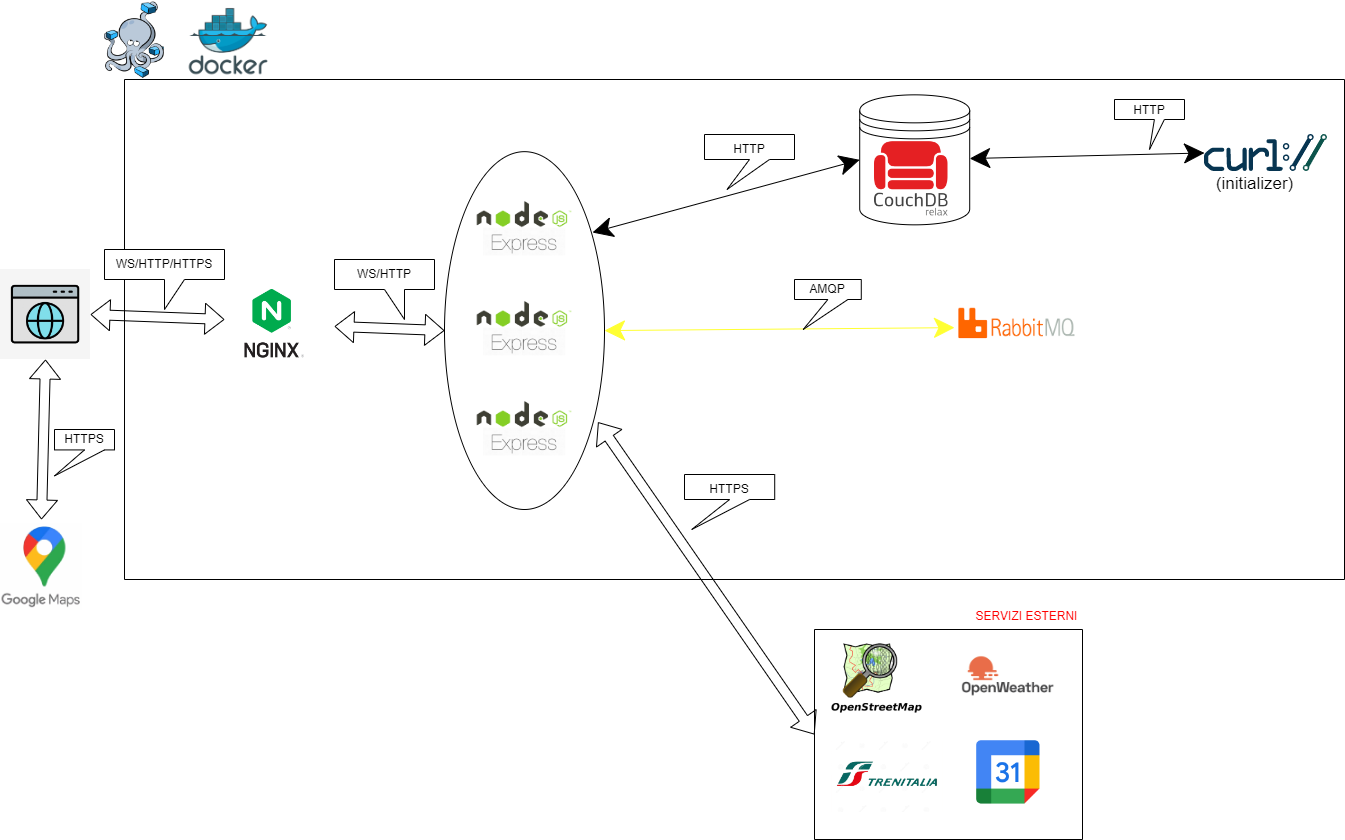 docker
HTTP
HTTP
curl://
(initializer)
CouchDB
relax
node
JS
Express
WS/HTTP/HTTPS
WS/HTTP
AMQP
N
NGINX
node
JS
Express
RabbitMQ
HTTPS
node
JS
Express
HTTPS
Google Maps
SERVIZI ESTERNI
OpenStreetMap
OpenWeather
TRENITALIA
31